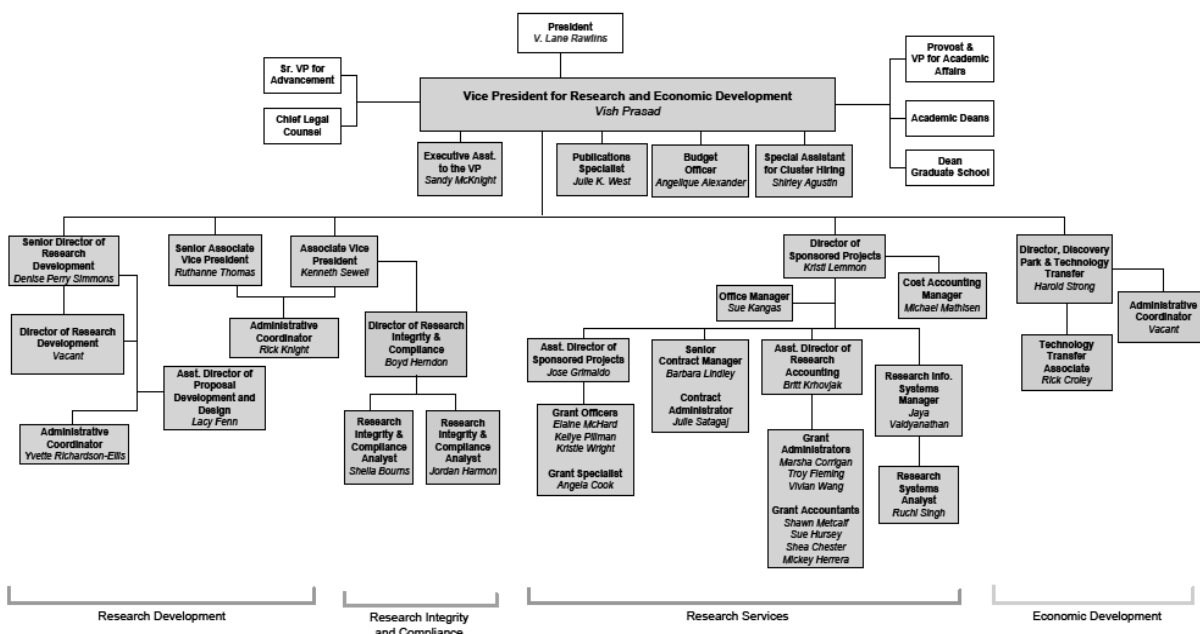 President
V. Lane Rawlins
Sr. VP for
Advancement
Chief Legal
Counsel
Vice President for Research and Economic Development
Vish Prasad
Provost &
VP for Academic
Affairs
Academic Deans
Dean
Graduate School
Executive Asst.
to the VP
Sandy McKnight
Publications
Specialist
Julie K. West
Budget
Officer
Angelique Alexander
Special Assistant
for Cluster Hiring
Shirley Agustin
Senior Director of
Research
Development
Denise Perry Simmons
Senior Associate
Vice President
Ruthanne Thomas
Associate Vice
President
Kenneth Sewell
Director of
Sponsored Projects
Kristi Lemmon
Director, Discovery
Park & Technology
Transfer
Harold Strong
Cost Accounting
Manager
Michael Mathisen
Office Manager
Sue Kangas
Administrative
Coordinator
Vacant
Director of Research
Development
Vacant
Administrative
Coordinator
Rick Knight
Director of Research
Integrity &
Compliance
Boyd Herndon
Asst. Director of
Sponsored Projects
Jose Grimaldo
Senior
Contract Manager
Barbara Lindley
Contract
Administrator
Julie Satagaj
Asst. Director of
Research
Accounting
Britt Krhovjak
Research Info.
Systems
Manager
Jaya
Vaidyanathan
Technology
Transfer
Associate
Rick Croley
Asst. Director of
Proposal
Development and
Design
Lacy Fenn
Administrative
Coordinator
Yvette Richardson-Ellis
Research
Integrity &
Compliance
Analyst
Sheila Bourns
Research
Integrity &
Compliance
Analyst
Jordan Harmon
Grant Officers
Elaine McHard
Kellye Pillman
Kristie Wright
Grant Specialist
Angela Cook
Grant
Administrators
Marsha Corrigan
Troy Fleming
Vivian Wang
Grant Accountants
Shawn Metcalf
Sue Hursey
Shea Chester
Mickey Herrera
Research
Systems
Analyst
Ruchi Singh
Research Development
Research Integrity
and Compliance
Research Services
Economic Development